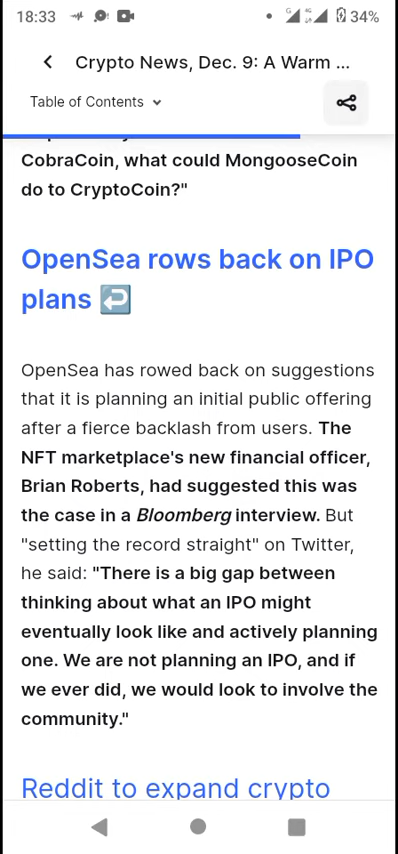 18:33
34%
Crypto News, Dec. 9: A Warm ...
Table of Contents
CobraCoin, what could MongooseCoin
do to CryptoCoin?"
OpenSea rows back on IPO
plans
OpenSea has rowed back on suggestions
that it is planning an initial public offering
after a fierce backlash from users. The
NFT marketplace's new financial officer,
Brian Roberts, had suggested this was
the case in a Bloomberg interview. But
"setting the record straight" on Twitter,
he said: "There is a big gap between
thinking about what an IPO might
eventually look like and actively planning
one. We are not planning an IPO, and if
we ever did, we would look to involve the
community."
Reddit to expand crypto